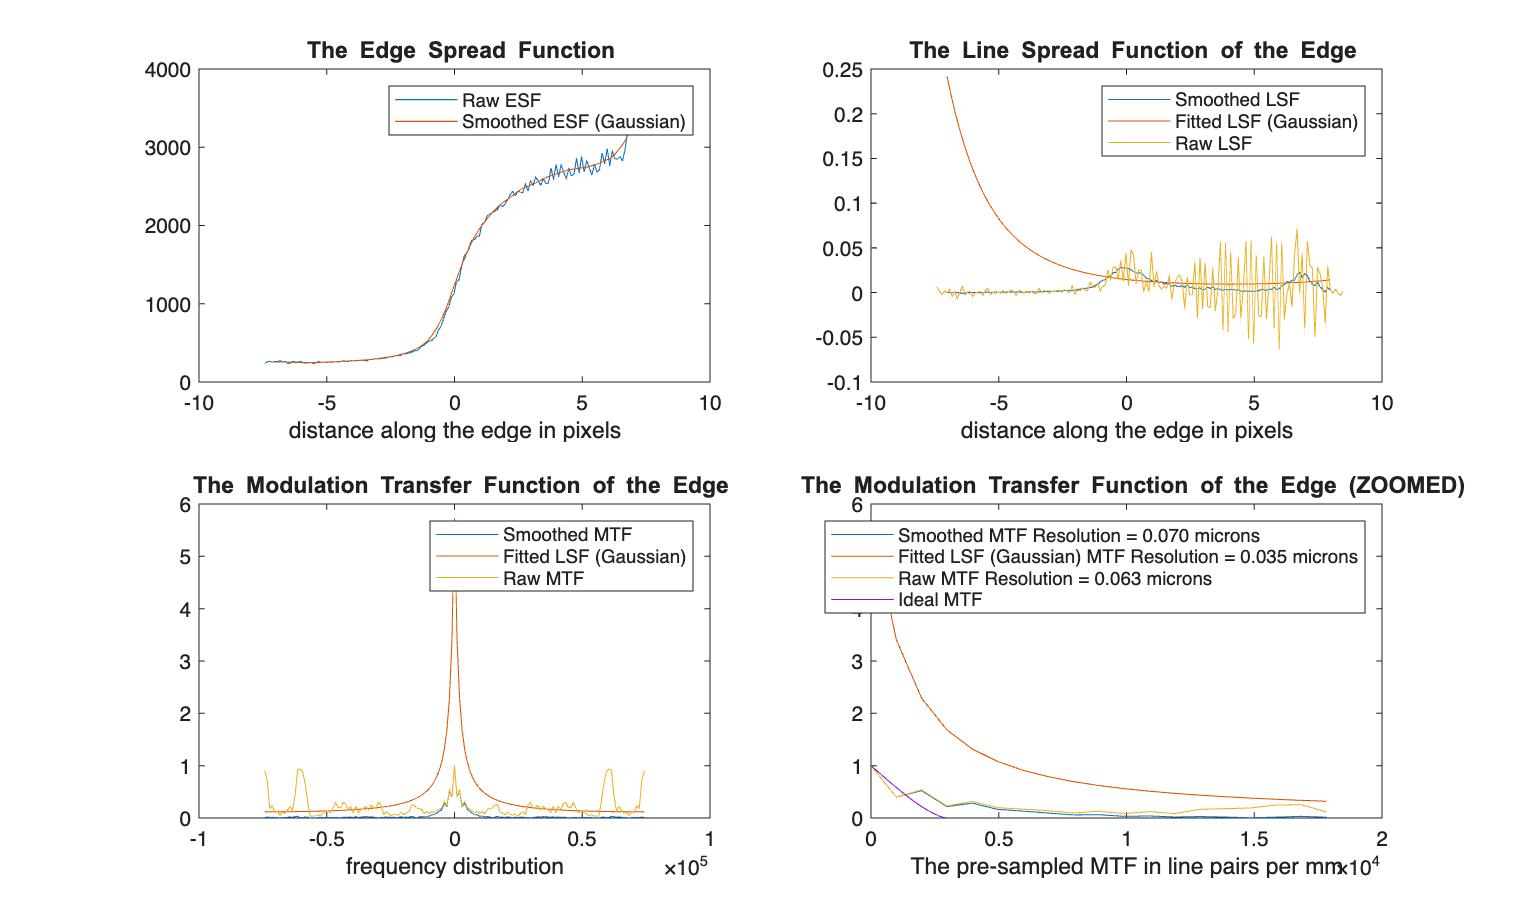 The Edge Spread Function
4000
3000
2000
1000
0
Raw ESF
Smoothed ESF (Gaussian)
-10
-5
0
5
10
distance along the edge in pixels
The Line Spread Function of the Edge
0.25
0.2
0.15
0.1
0.05
0
-0.05
-0.1
Smoothed LSF
Fitted LSF (Gaussian)
Raw LSF
-10
-5
0
5
10
distance along the edge in pixels
The Modulation Transfer Function of the Edge
6
5
4
3
2
1
0
Smoothed MTF
Fitted LSF (Gaussian)
Raw MTF
-1
-0.5
0
0.5
1
×10⁵
frequency distribution
The Modulation Transfer Function of the Edge (ZOOMED)
6
Smoothed MTF Resolution = 0.070 microns
Fitted LSF (Gaussian) MTF Resolution = 0.035 microns
Raw MTF Resolution = 0.063 microns
Ideal MTF
3
2
1
0
0
0.5
1
1.5
2
The pre-sampled MTF in line pairs per mm
×10⁴